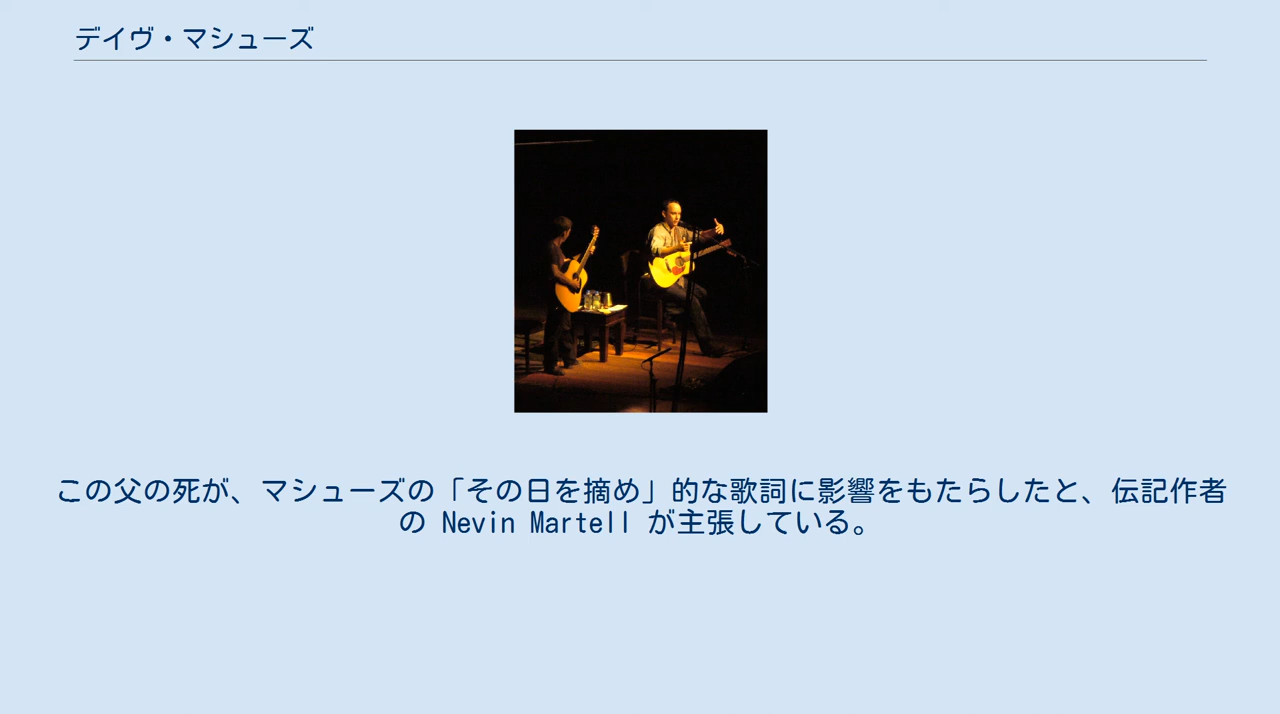 デイヴ・マシューズ
この父の死が、マシューズの「その日を摘め」的な歌詞に影響をもたらしたと、伝記作者
の Nevin Martell が主張している。